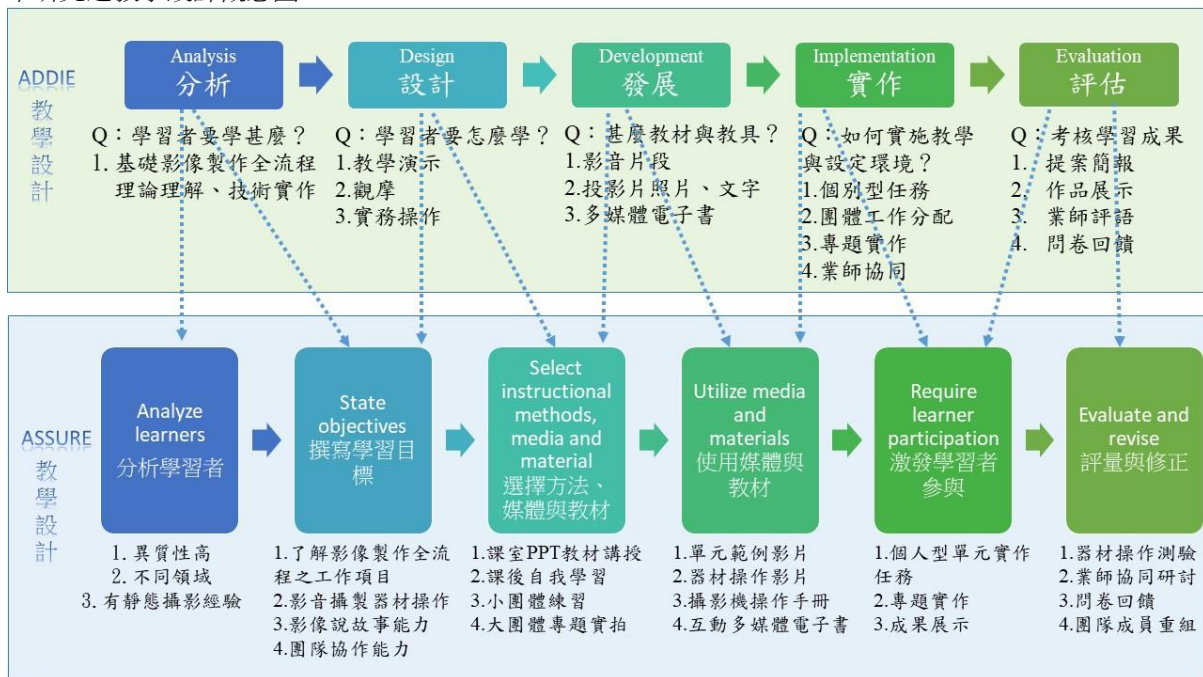 ADDIE
教
學
設
計
Analysis
分析
Design
設計
Development
發展
Implementation
實作
Evaluation
評估
Q：學習者要學甚麼？
1. 基礎影像製作全流程
理論理解、技術實作
Q：學習者要怎麼學？
1.教學演示
2.觀摩
3.實務操作
Q：甚麼教材與教具？
1.影音片段
2.投影片照片、文字
3.多媒體電子書
Q：如何實施教學
與設定環境？
1.個別型任務
2.團體工作分配
3.專題實作
4.業師協同
Q：考核學習成果
1. 提案簡報
2. 作品展示
3. 業師評語
4. 問卷回饋
ASSURE
教
學
設
計
Analyze
learners
分析學習者
State
objectives
撰寫學習目
標
Select
instructional
methods,
media and
material
選擇方法、
媒體與教材
Utilize media
and
materials
使用媒體與
教材
Require
learner
participation
激發學習者
參與
Evaluate and
revise
評量與修正
1. 異質性高
2. 不同領域
3. 有靜態攝影經驗
1.了解影像製作全流
程之工作項目
2.影音攝製器材操作
3.影像說故事能力
4.團隊協作能力
1.課室PPT教材講授
2.課後自我學習
3.小團體練習
4.大團體專題實拍
1.單元範例影片
2.器材操作影片
3.攝影機操作手冊
4.互動多媒體電子書
1.個人型單元實作
任務
2.專題實作
3.成果展示
1.器材操作測驗
2.業師協同研討
3.問卷回饋
4.團隊成員重組